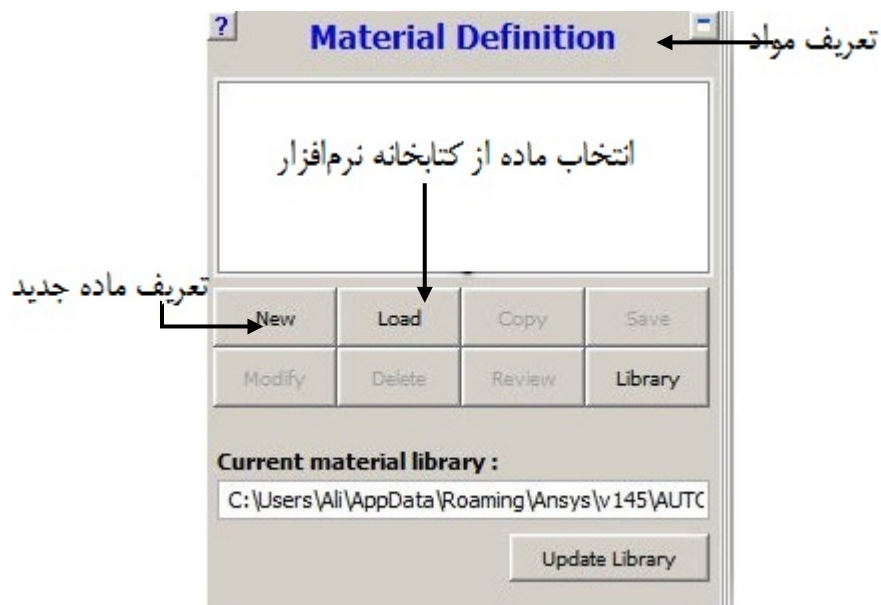 ?
Material Definition
تعریف مواد
انتخاب ماده از کتابخانه نرم‌افزار
تعریف ماده جدید
New Load Copy Save
Modify Delete Review Library
Current material library :
C:\Users\Ali\AppData\Roaming\Ansys\v145\AUTO
Update Library